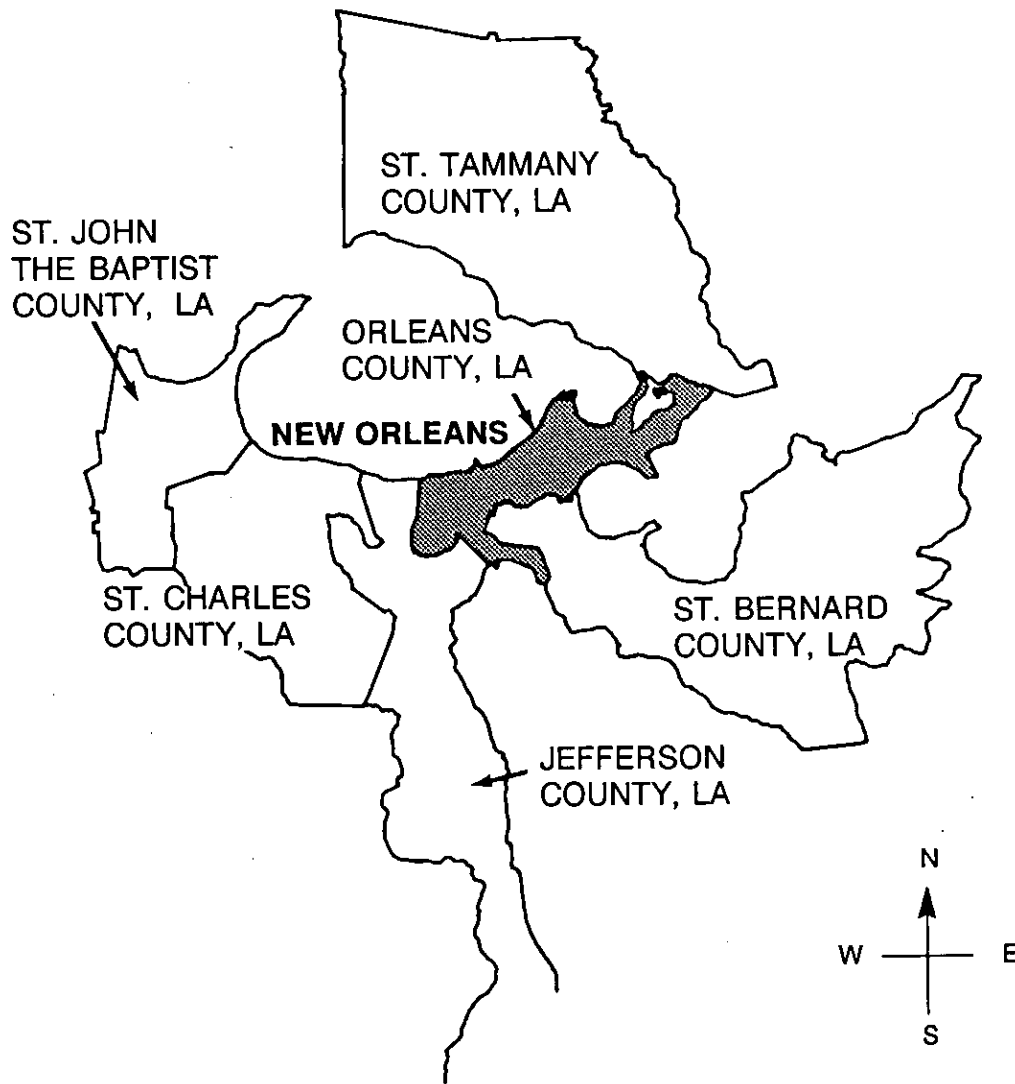 ST. TAMMANY
COUNTY, LA
ST. JOHN
THE BAPTIST
COUNTY, LA
ORLEANS
COUNTY, LA
NEW ORLEANS
ST. CHARLES
COUNTY, LA
ST. BERNARD
COUNTY, LA
JEFFERSON
COUNTY, LA
N
W
E
S